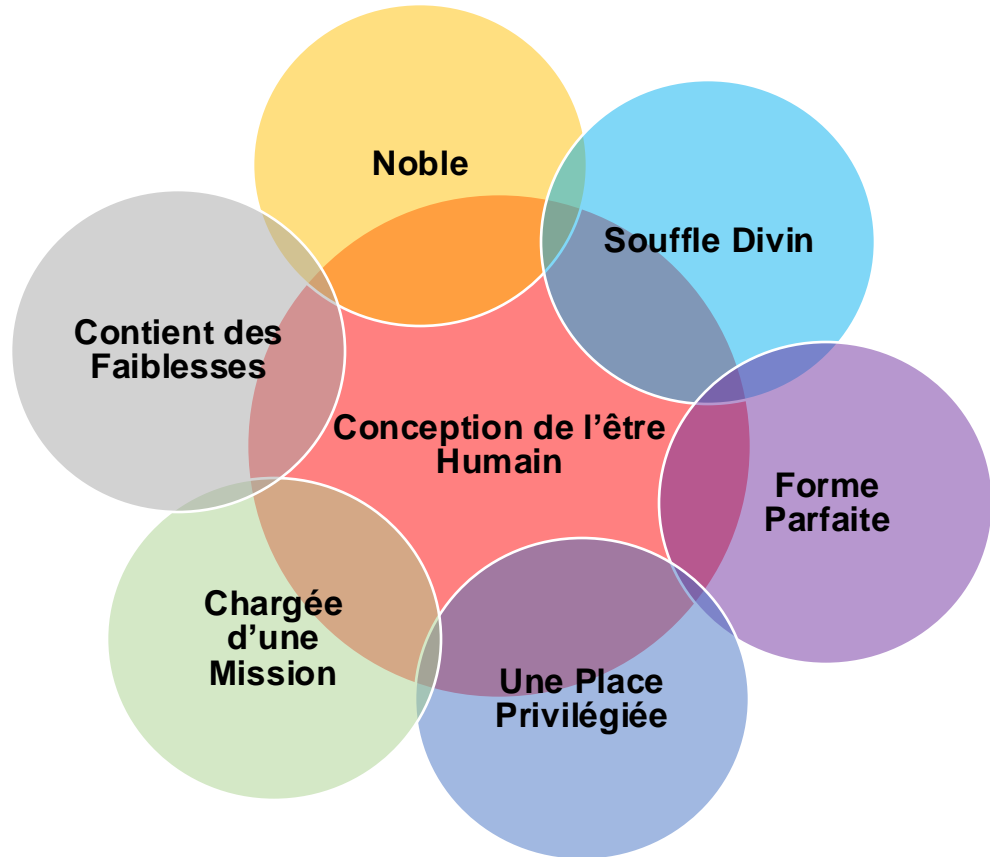 Noble
Souffle Divin
Contient des
Faiblesses
Conception de l’être
Humain
Forme
Parfaite
Chargée
d’une
Mission
Une Place
Privilégiée